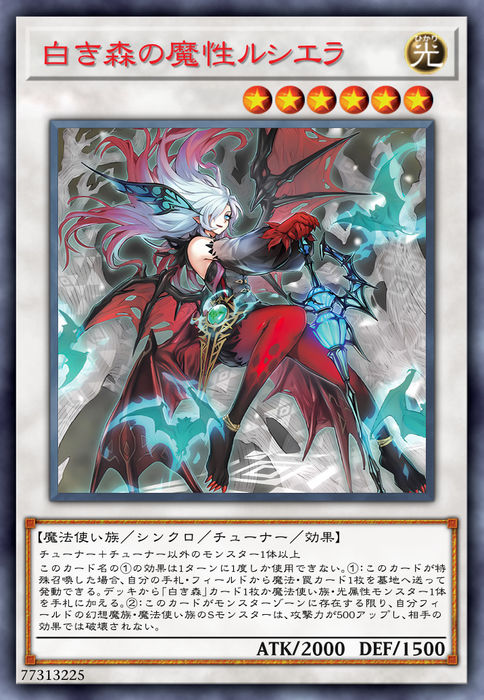 白き森の魔性ルシエラ
ひかり
光
【魔法使い族／シンクロ／チューナー／効果】
チューナー＋チューナー以外のモンスター1体以上
このカード名の①の効果は1ターンに1度しか使用できない。①：このカードが特
殊召喚した場合、自分の手札・フィールドから魔法・罠カード1枚を墓地へ送って
発動できる。デッキから「白き森」カード1枚か魔法使い族・光属性モンスター1体
を手札に加える。②：このカードがモンスターゾーンに存在する限り、自分フィー
ルドの幻想魔族・魔法使い族のSモンスターは、攻撃力が500アップし、相手の
効果では破壊されない。
ATK/2000 DEF/1500
77313225